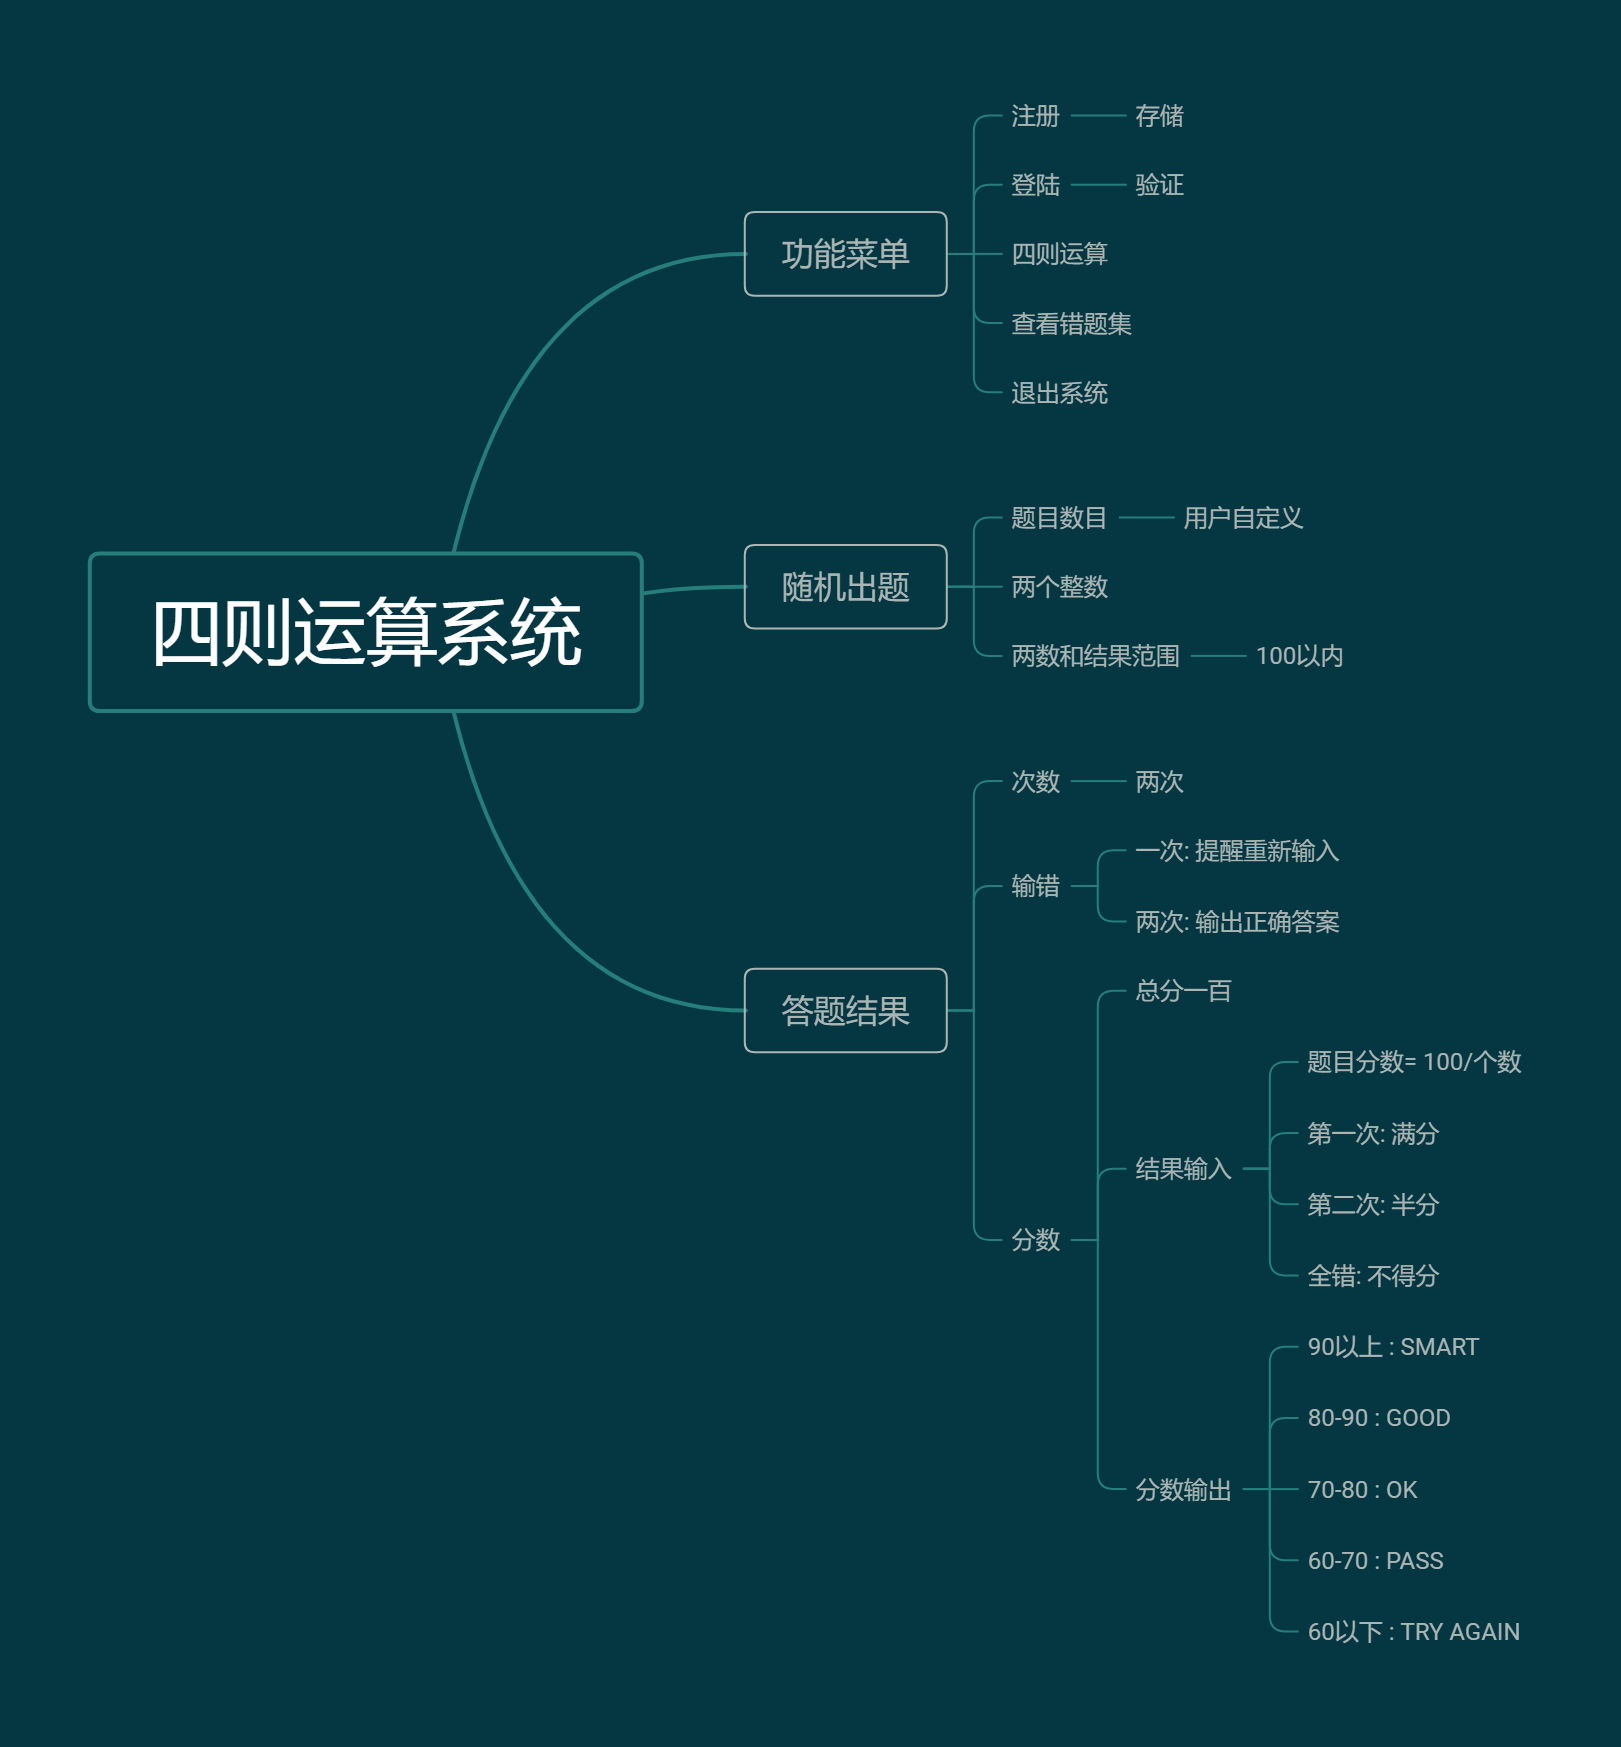 四则运算系统
功能菜单
注册
存储
登陆
验证
四则运算
查看错题集
退出系统
随机出题
题目数目
用户自定义
两个整数
两数和结果范围
100以内
答题结果
次数
两次
输错
一次: 提醒重新输入
两次: 输出正确答案
分数
总分一百
结果输入
题目分数= 100/个数
第一次: 满分
第二次: 半分
全错: 不得分
分数输出
90以上 : SMART
80-90 : GOOD
70-80 : OK
60-70 : PASS
60以下 : TRY AGAIN